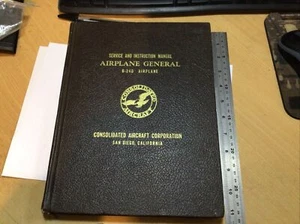 SERVICE AND INSTRUCTION MANUAL
AIRPLANE GENERAL
B-24D AIRPLANE
CONSOLIDATED
AIRCRAFT
CONSOLIDATED AIRCRAFT CORPORATION
SAN DIEGO, CALIFORNIA